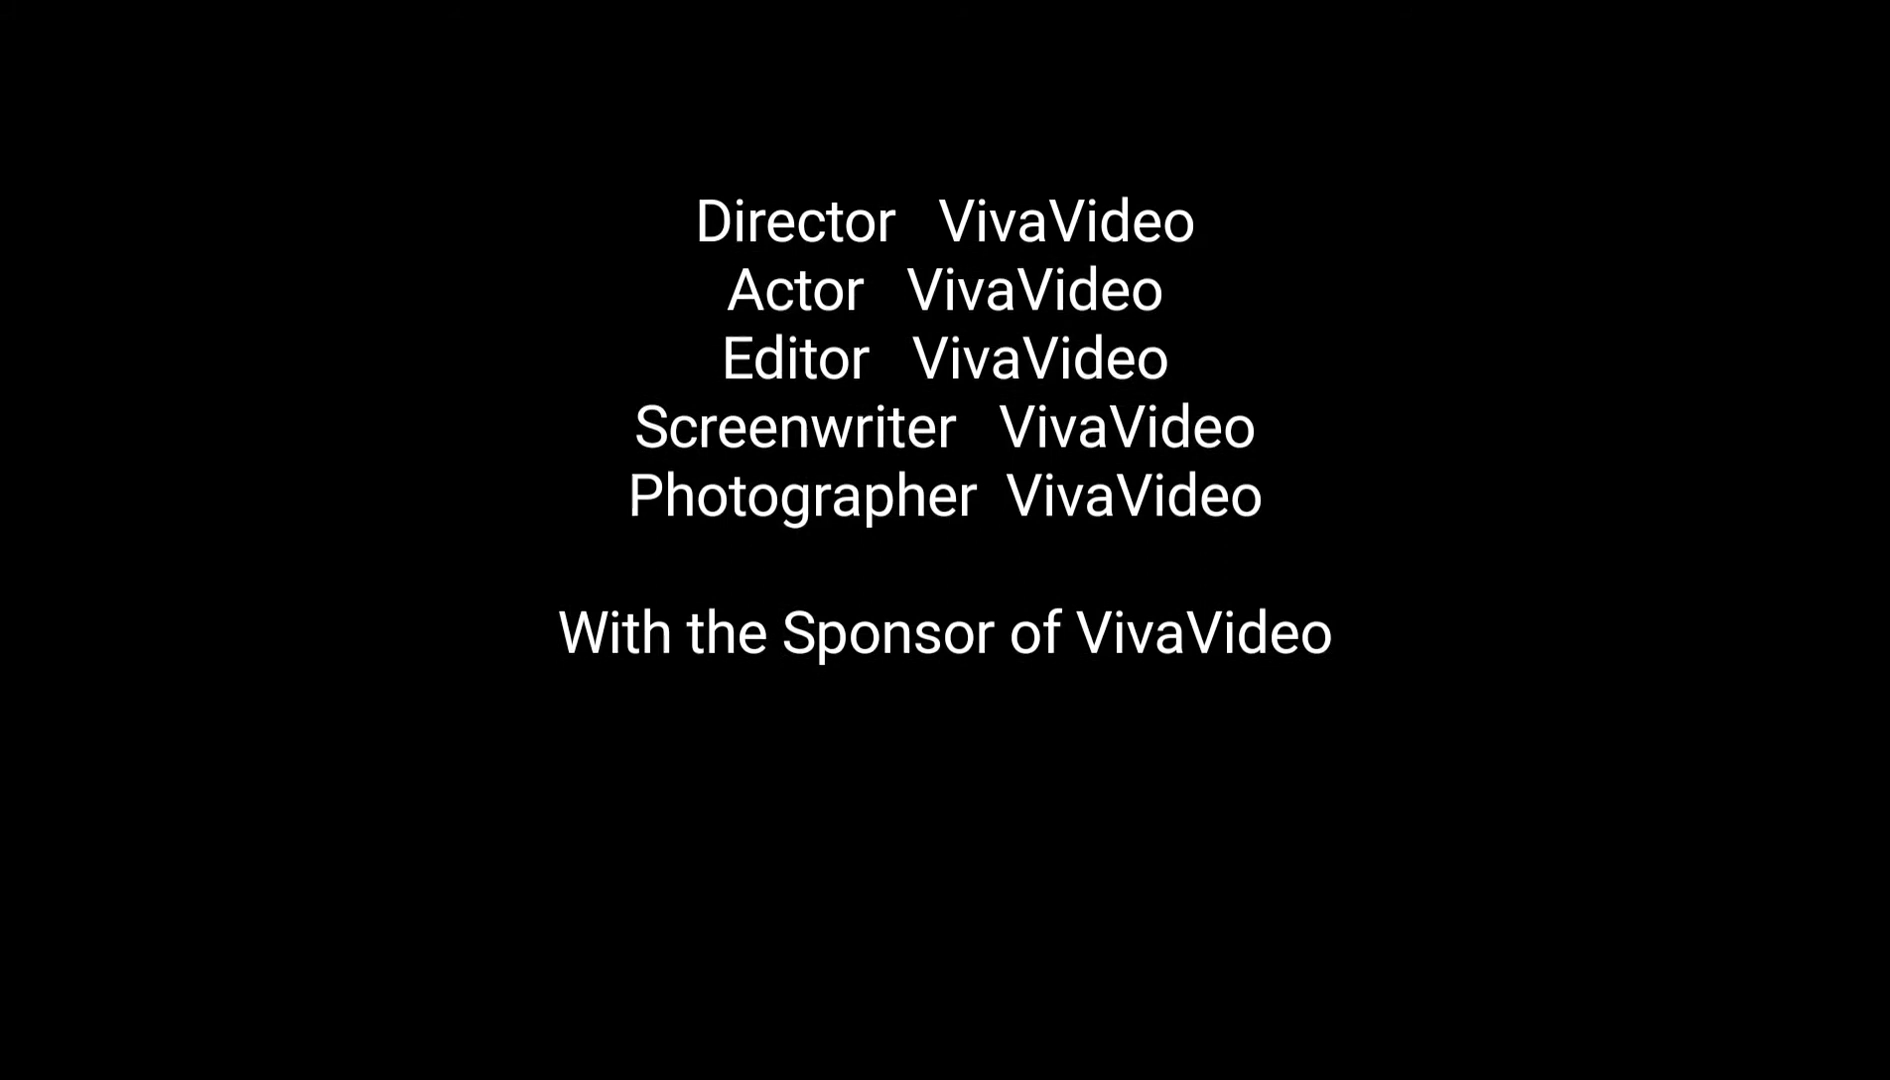 Director   VivaVideo
Actor   VivaVideo
Editor   VivaVideo
Screenwriter   VivaVideo
Photographer  VivaVideo
With the Sponsor of VivaVideo